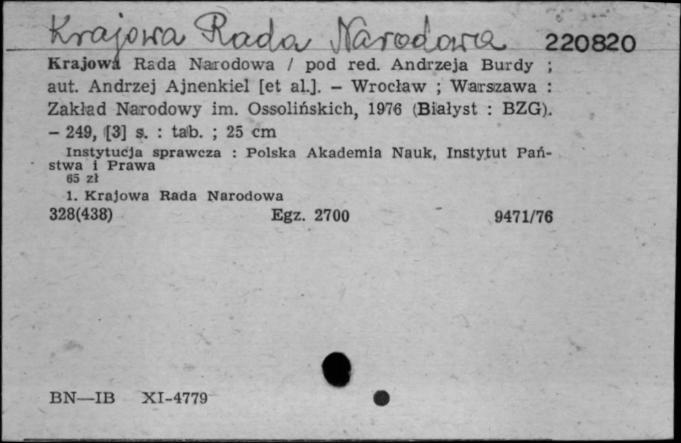 Krajowa Rada Narodowa 220820
Krajowa Rada Narodowa / pod red. Andrzeja Burdy ;
aut. Andrzej Ajnenkiel [et al.]. – Wrocław ; Warszawa :
Zakład Narodowy im. Ossolińskich, 1976 (Białyst : BZG).
– 249, [3] s. : tab. ; 25 cm
Instytucja sprawcza : Polska Akademia Nauk, Instytut Pań-
stwa i Prawa
65 zł
1. Krajowa Rada Narodowa
328(438) Egz. 2700 9471/76
BN—IB XI-4779